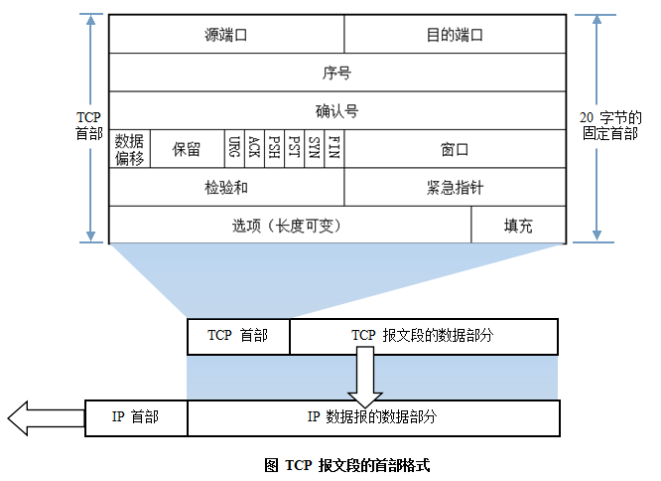 源端口 目的端口
序号
TCP
首部
确认号
20 字节的
固定首部
数据
偏移
保留
URG
ACK
PSH
PST
SYN
FIN
窗口
检验和 紧急指针
选项（长度可变） 填充
TCP 首部 TCP 报文段的数据部分
IP 首部 IP 数据报的数据部分
图 TCP 报文段的首部格式